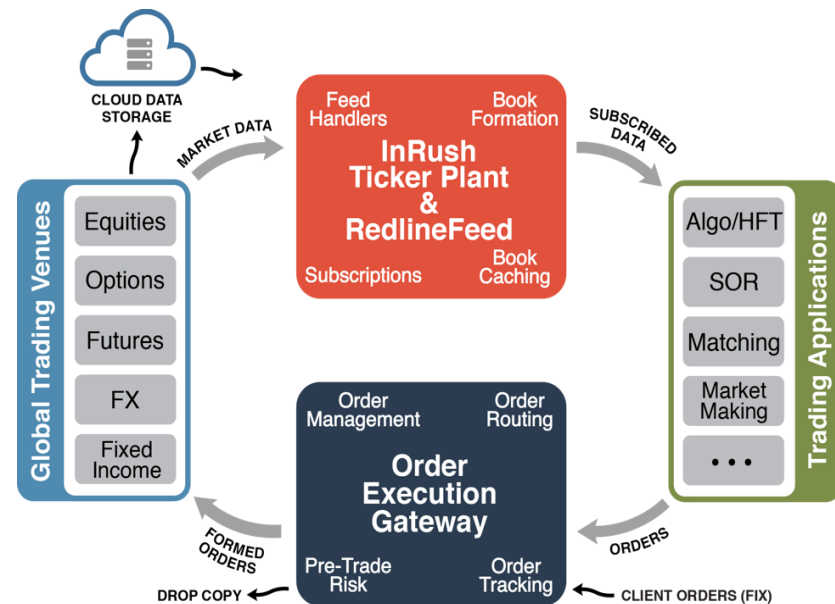 CLOUD DATA
STORAGE
MARKET DATA
Feed
Handlers
Book
Formation
InRush
Ticker Plant
&
RedlineFeed
Subscriptions
Book
Caching
SUBSCRIBED
DATA
Global Trading Venues
Equities
Options
Futures
FX
Fixed
Income
Algo/HFT
SOR
Matching
Market
Making
• • •
Trading Applications
Order
Management
Order
Routing
Order
Execution
Gateway
Pre-Trade
Risk
Order
Tracking
FORMED
ORDERS
ORDERS
DROP COPY
CLIENT ORDERS (FIX)